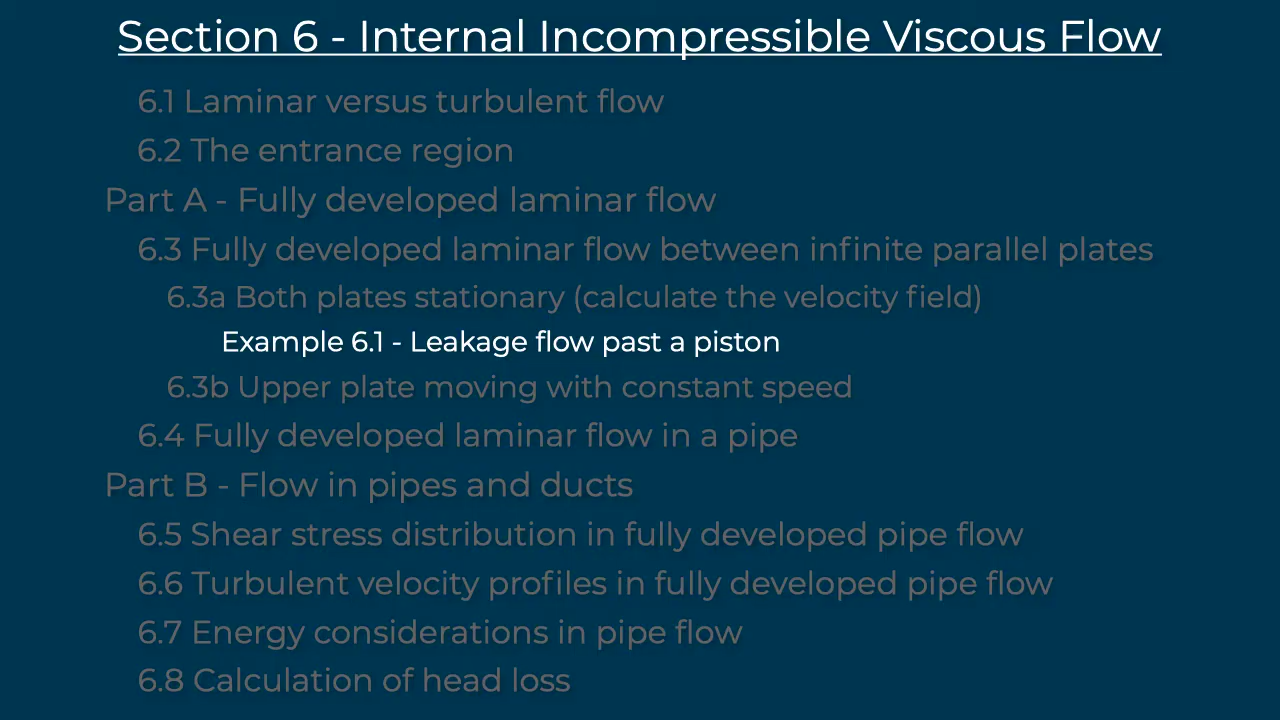 Section 6 - Internal Incompressible Viscous Flow
6.1 Laminar versus turbulent flow
6.2 The entrance region
Part A - Fully developed laminar flow
6.3 Fully developed laminar flow between infinite parallel plates
6.3a Both plates stationary (calculate the velocity field)
Example 6.1 - Leakage flow past a piston
6.3b Upper plate moving with constant speed
6.4 Fully developed laminar flow in a pipe
Part B - Flow in pipes and ducts
6.5 Shear stress distribution in fully developed pipe flow
6.6 Turbulent velocity profiles in fully developed pipe flow
6.7 Energy considerations in pipe flow
6.8 Calculation of head loss